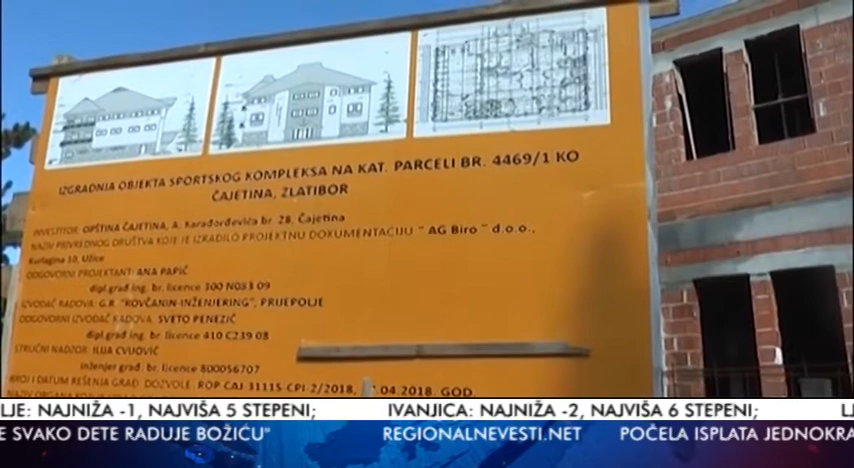 IZGRADNJA OBJEKTA SPORTSKOG KOMPLEKSA NA KAT. PARCELI BR. 4469/1 KO
ČAJETINA, ZLATIBOR
INVESTITOR: OPŠTINA ČAJETINA, A. Karađorđevića br. 28, Čajetina
NAZIV PRIVREDNOG DRUŠTVA KOJE JE IZRADILO PROJEKTNU DOKUMENTACIJU "AG Biro" d.o.o.,
Kurlagina 10, Užice
ODGOVORNI PROJEKTANT: ANA PAPIĆ
dipl.građ ing. br. licence 300 N033 09
IZVOĐAČ RADOVA: G.R. "ROVČANIN-INŽENJERING", PRIJEPOLJE
ODGOVORNI IZVOĐAČ RADOVA: SVETO PENEZIĆ
dipl.građ.ing. br. licence 410 C239 08
STRUČNI NADZOR: ILIJA CVIJOVIĆ
Inženjer građ. br. licence 800056707
BROJ I DATUM REŠENJA GRAĐ. DOZVOLE ROP CAJ 31115-CPI-2/2018, .04.2018. GOD
LJE: NAJNIŽA -1, NAJVIŠA 5 STEPENI; IVANJICA: NAJNIŽA -2, NAJVIŠA 6 STEPENI; LJ
E SVAKO DETE RADUJE BOŽIĆU" REGIONALNEVESTI.NET POČELA ISPLATA JEDNOKRA